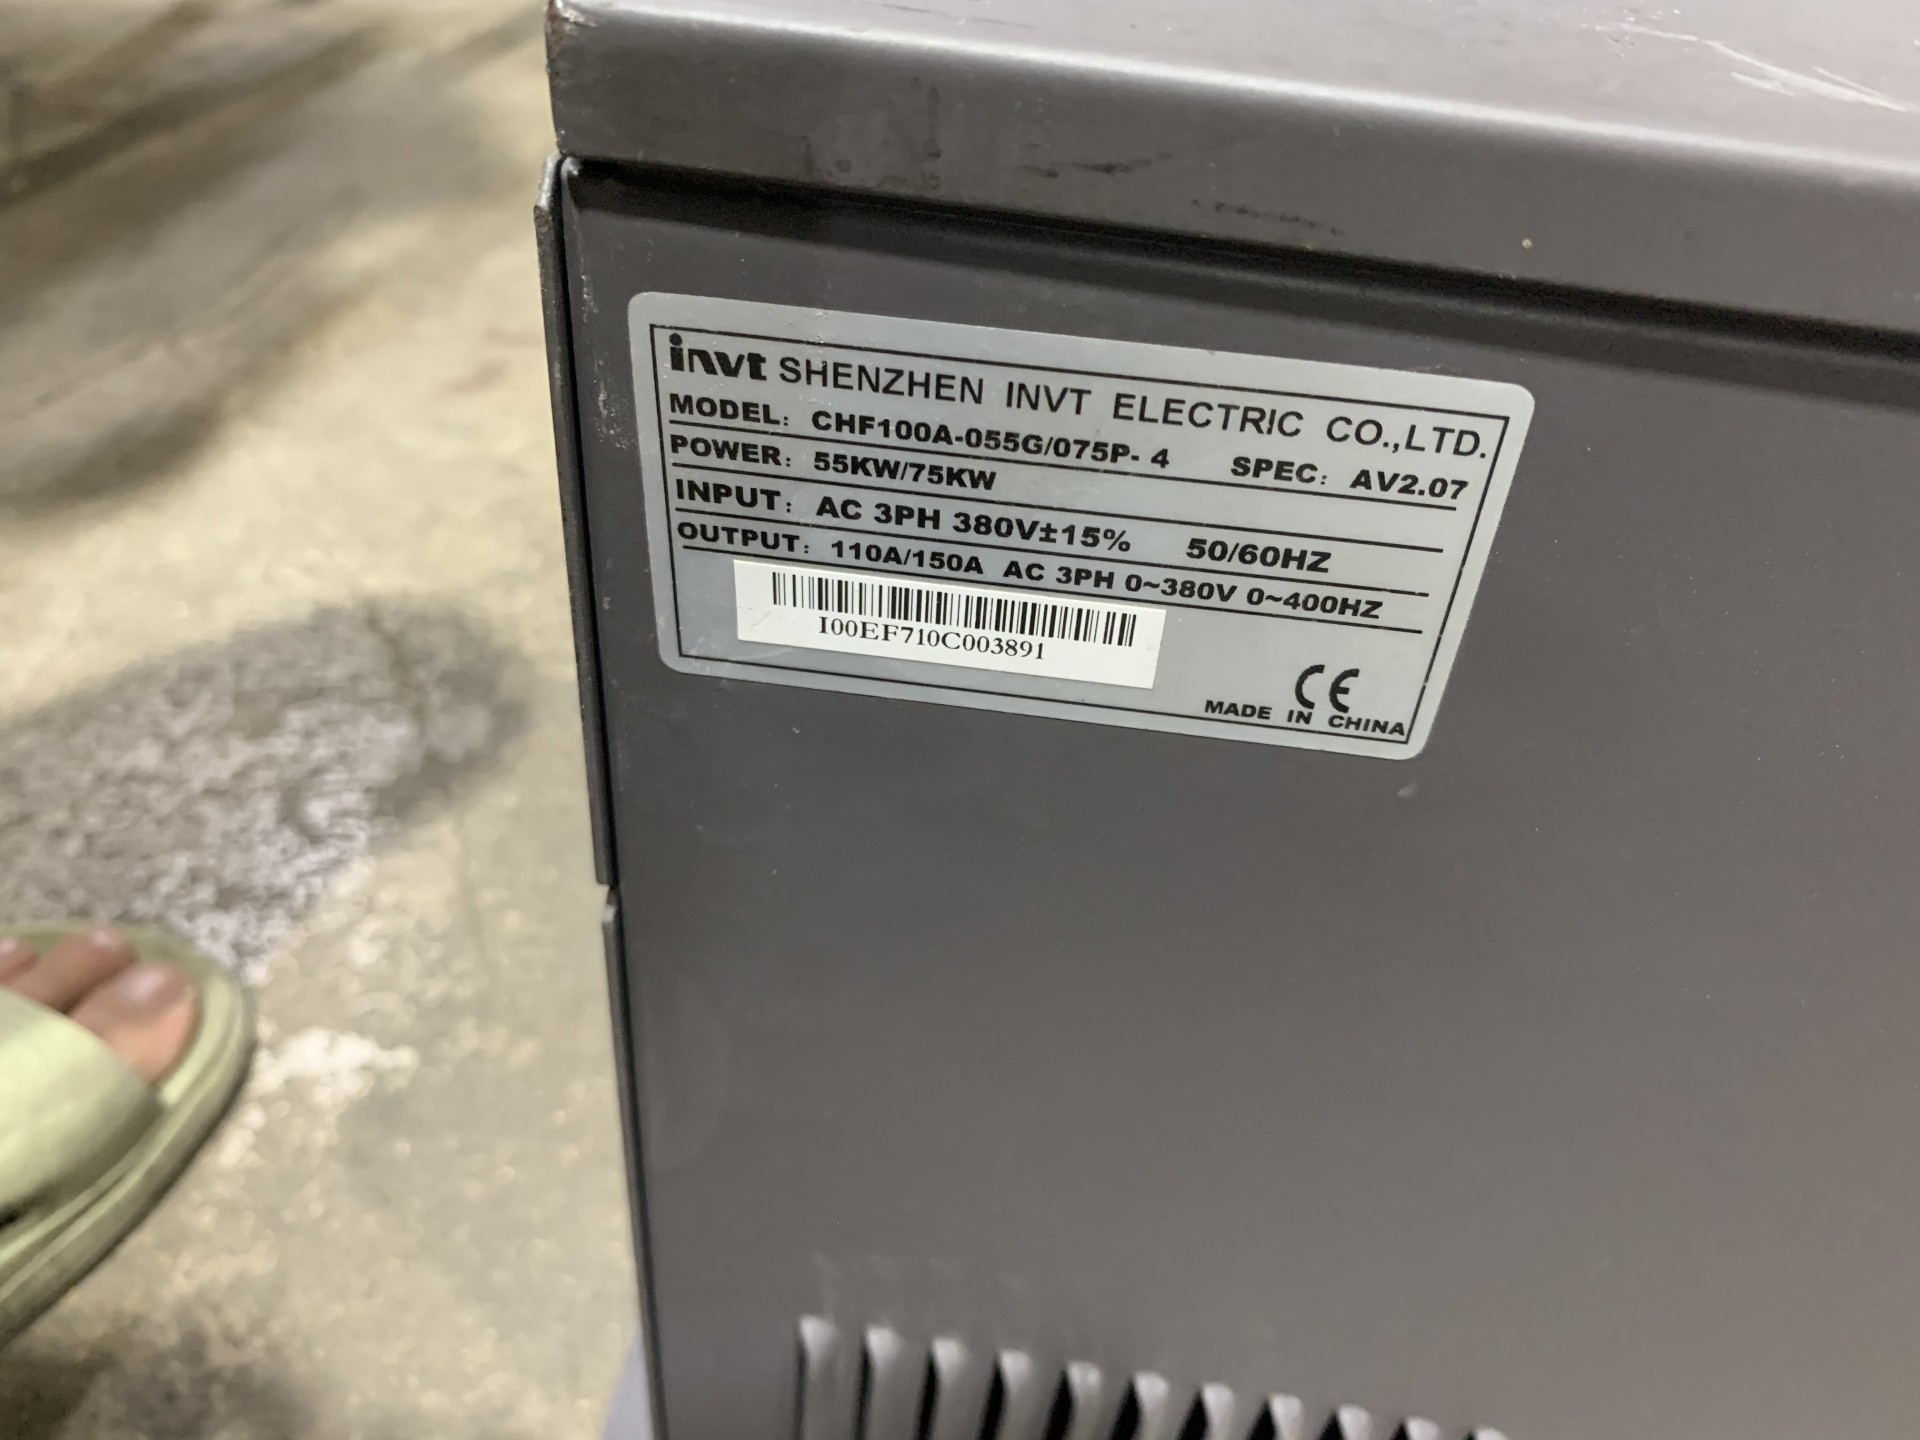 invt SHENZHEN INVT ELECTRIC CO.,LTD.
MODEL: CHF100A-055G/075P- 4 SPEC: AV2.07
POWER: 55KW/75KW
INPUT: AC 3PH 380V±15% 50/60HZ
OUTPUT: 110A/150A AC 3PH 0~380V 0~400HZ
I00EF710C003891
CE
MADE IN CHINA